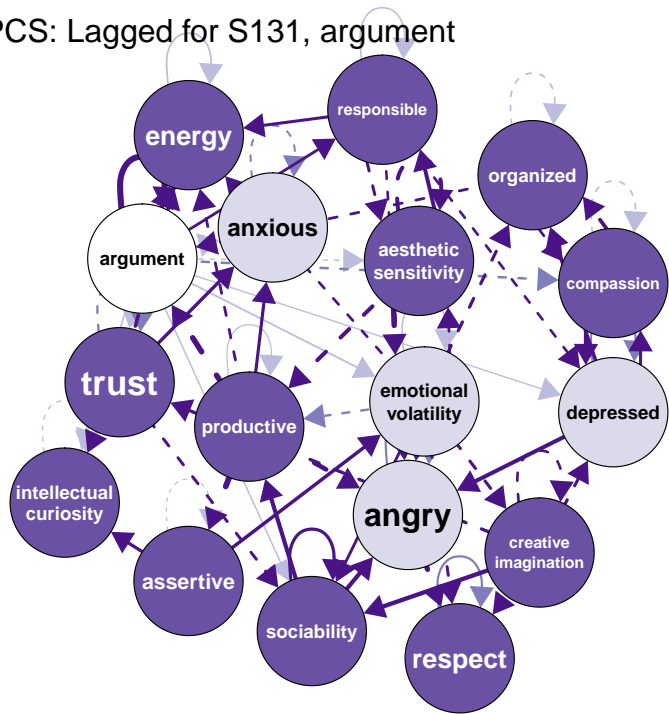 PCS: Lagged for S131, argument
responsible
energy
organized
anxious
argument
aesthetic
sensitivity
compassion
trust
emotional
volatility
depressed
productive
intellectual
curiosity
angry
creative
imagination
assertive
sociability
respect